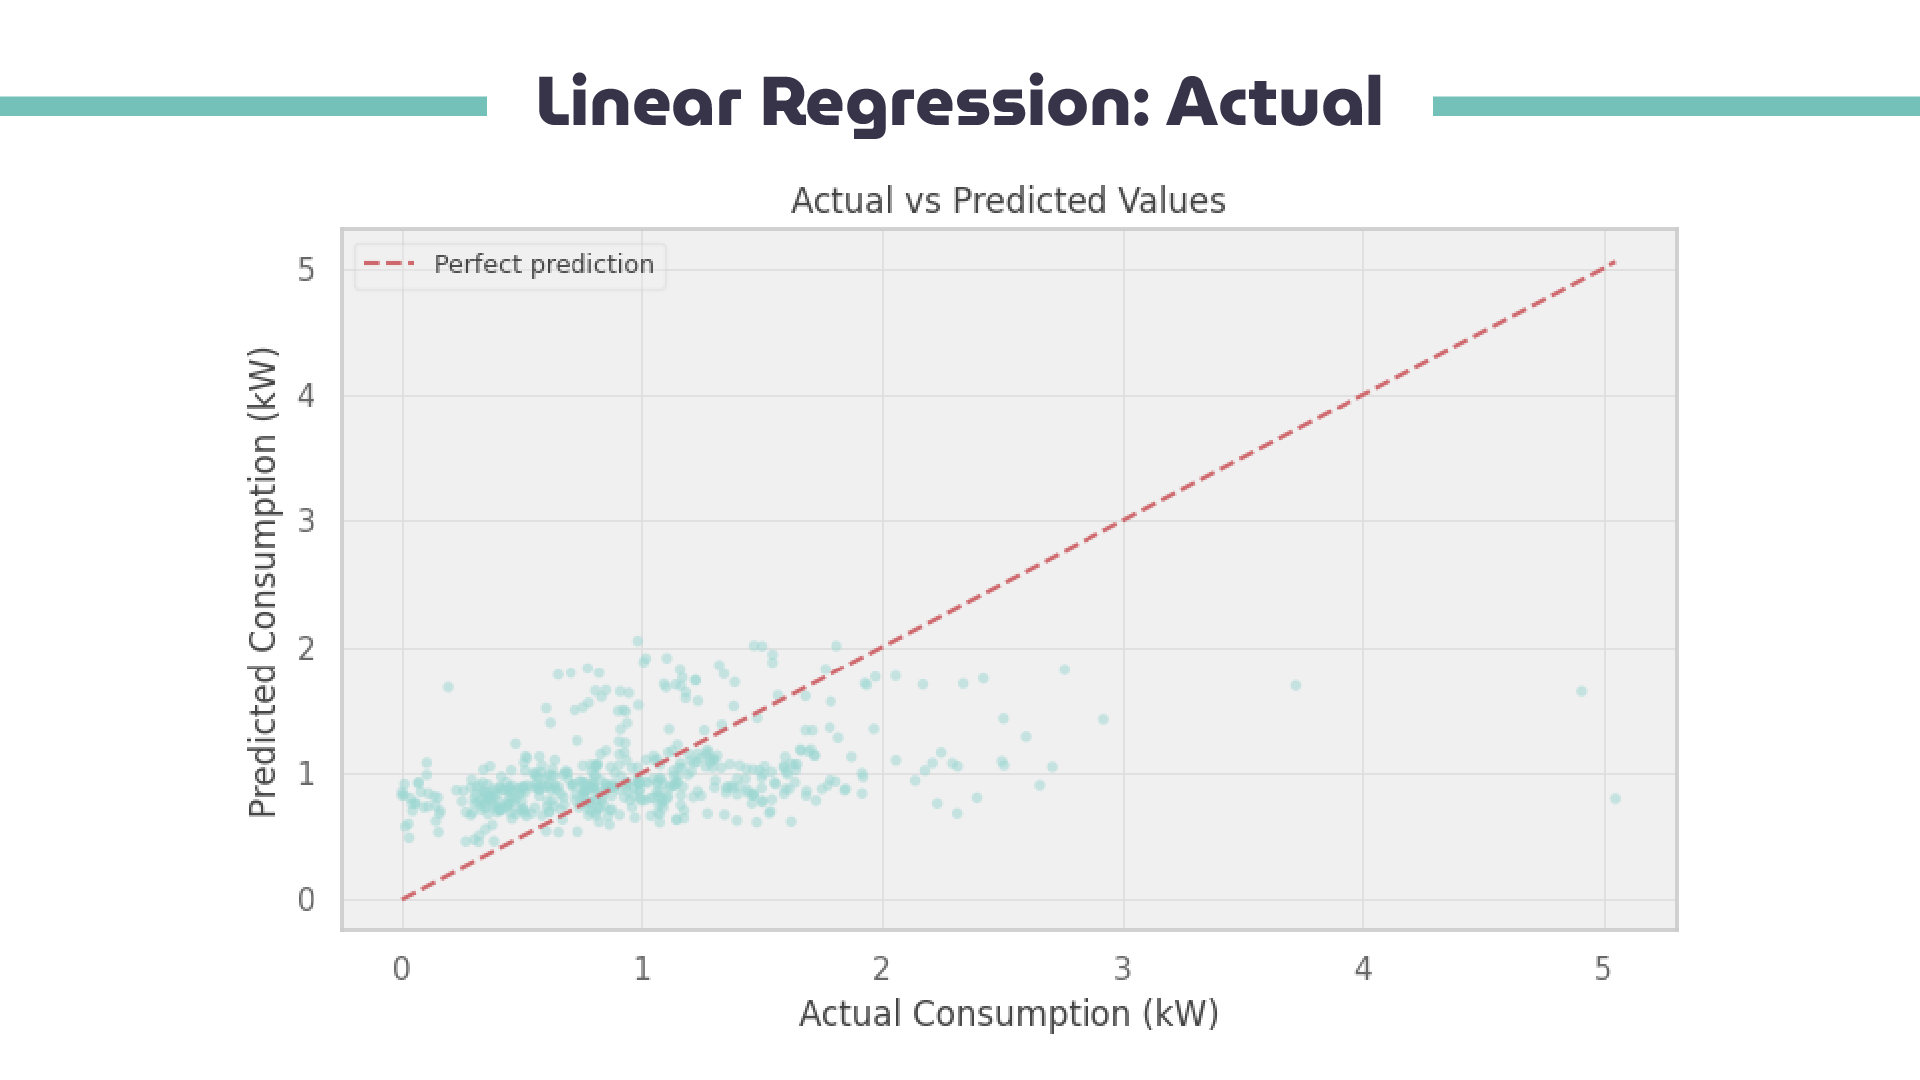 Linear Regression: Actual
Actual vs Predicted Values
Perfect prediction
5
4
3
2
1
0
Predicted Consumption (kW)
0 1 2 3 4 5
Actual Consumption (kW)